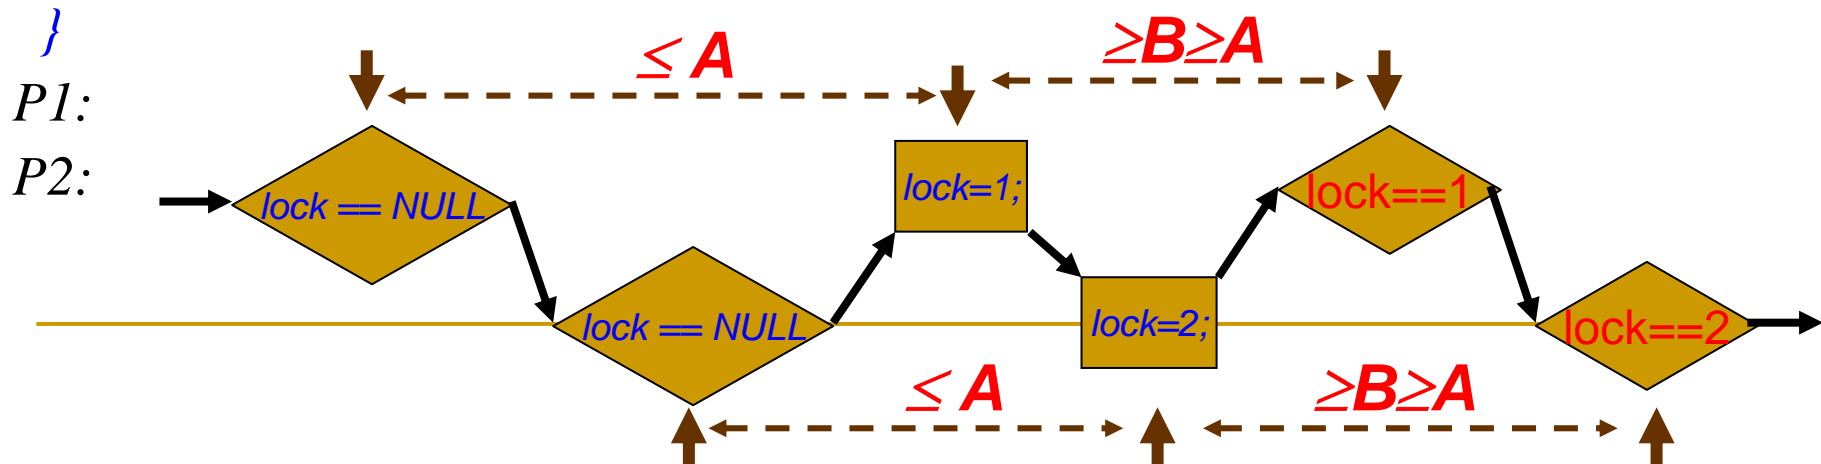 }
≤ A
≥B≥A
P1:
P2:
lock == NULL
lock=1;
lock==1
lock == NULL
lock=2;
lock==2
≤ A
≥B≥A